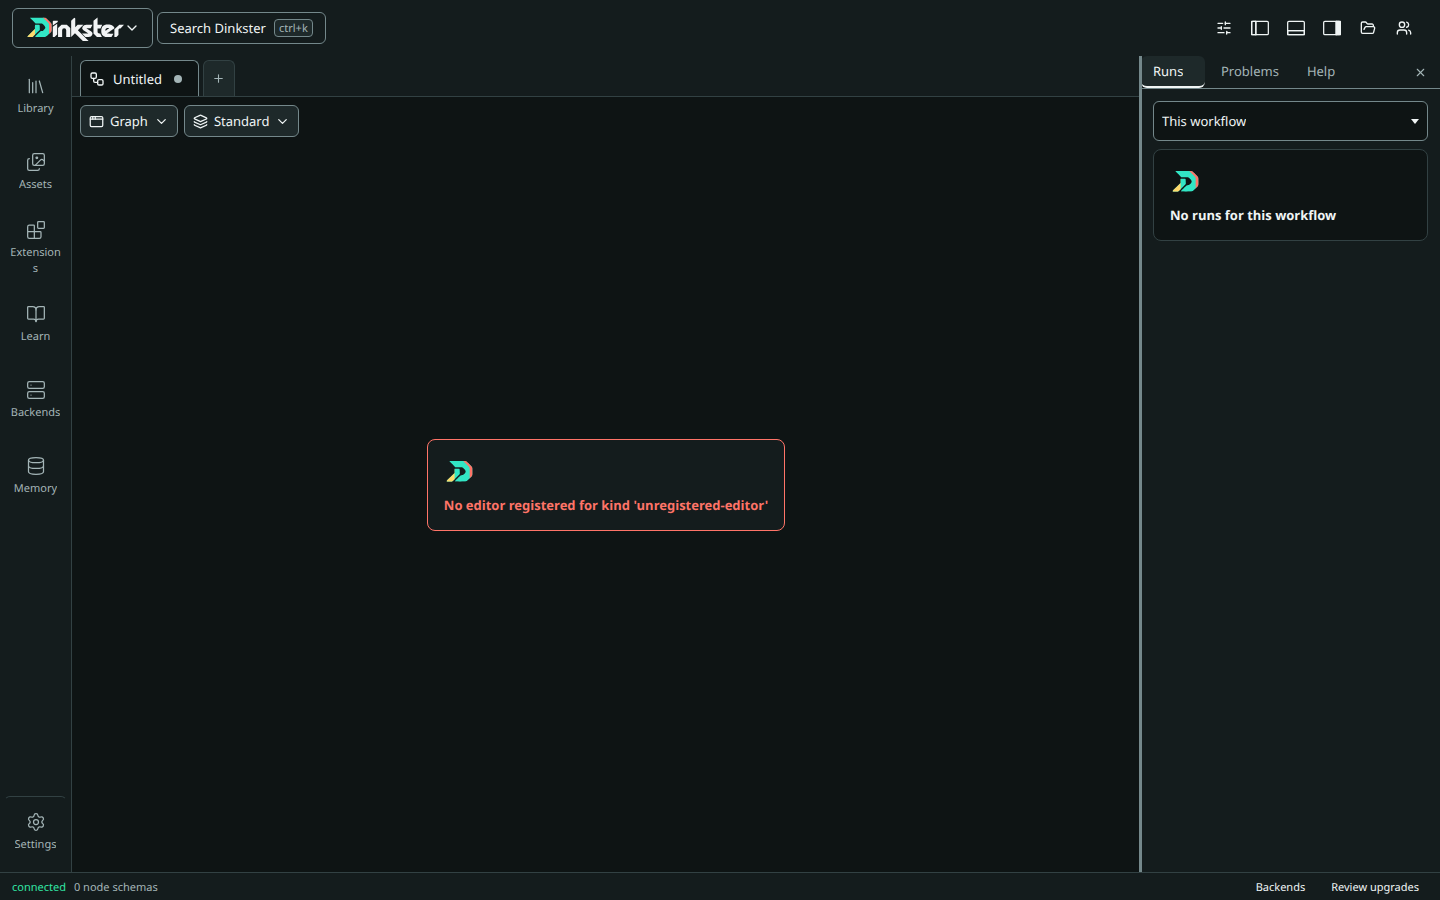 Dinkster
Search Dinkster ctrl+k
Library
Assets
Extension
s
Learn
Backends
Memory
Settings
Untitled
Graph
Standard
No editor registered for kind 'unregistered-editor'
Runs
Problems
Help
This workflow
No runs for this workflow
connected 0 node schemas
Backends
Review upgrades